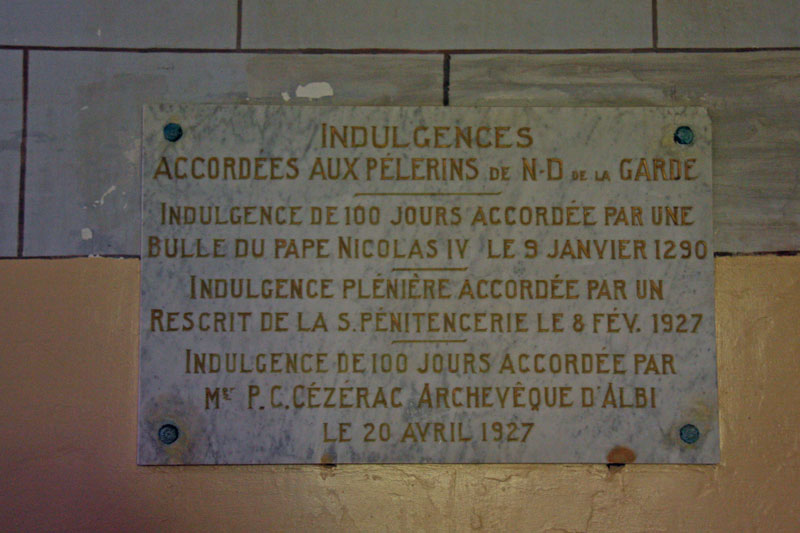 INDULGENCES
ACCORDEES AUX PÉLERINS DE N-D DE LA GARDE
INDULGENCE DE 100 JOURS ACCORDÉE PAR UNE
BULLE DU PAPE NICOLAS IV LE 9 JANVIER 1290
INDULGENCE PLÉNIÈRE ACCORDÉE PAR UN
RESCRIT DE LA S. PÉNITENCERIE LE 8 FÉV. 1927
INDULGENCE DE 100 JOURS ACCORDÉE PAR
MGR P. C. CÉZÉRAC ARCHEVÊQUE D'ALBI
LE 20 AVRIL 1927